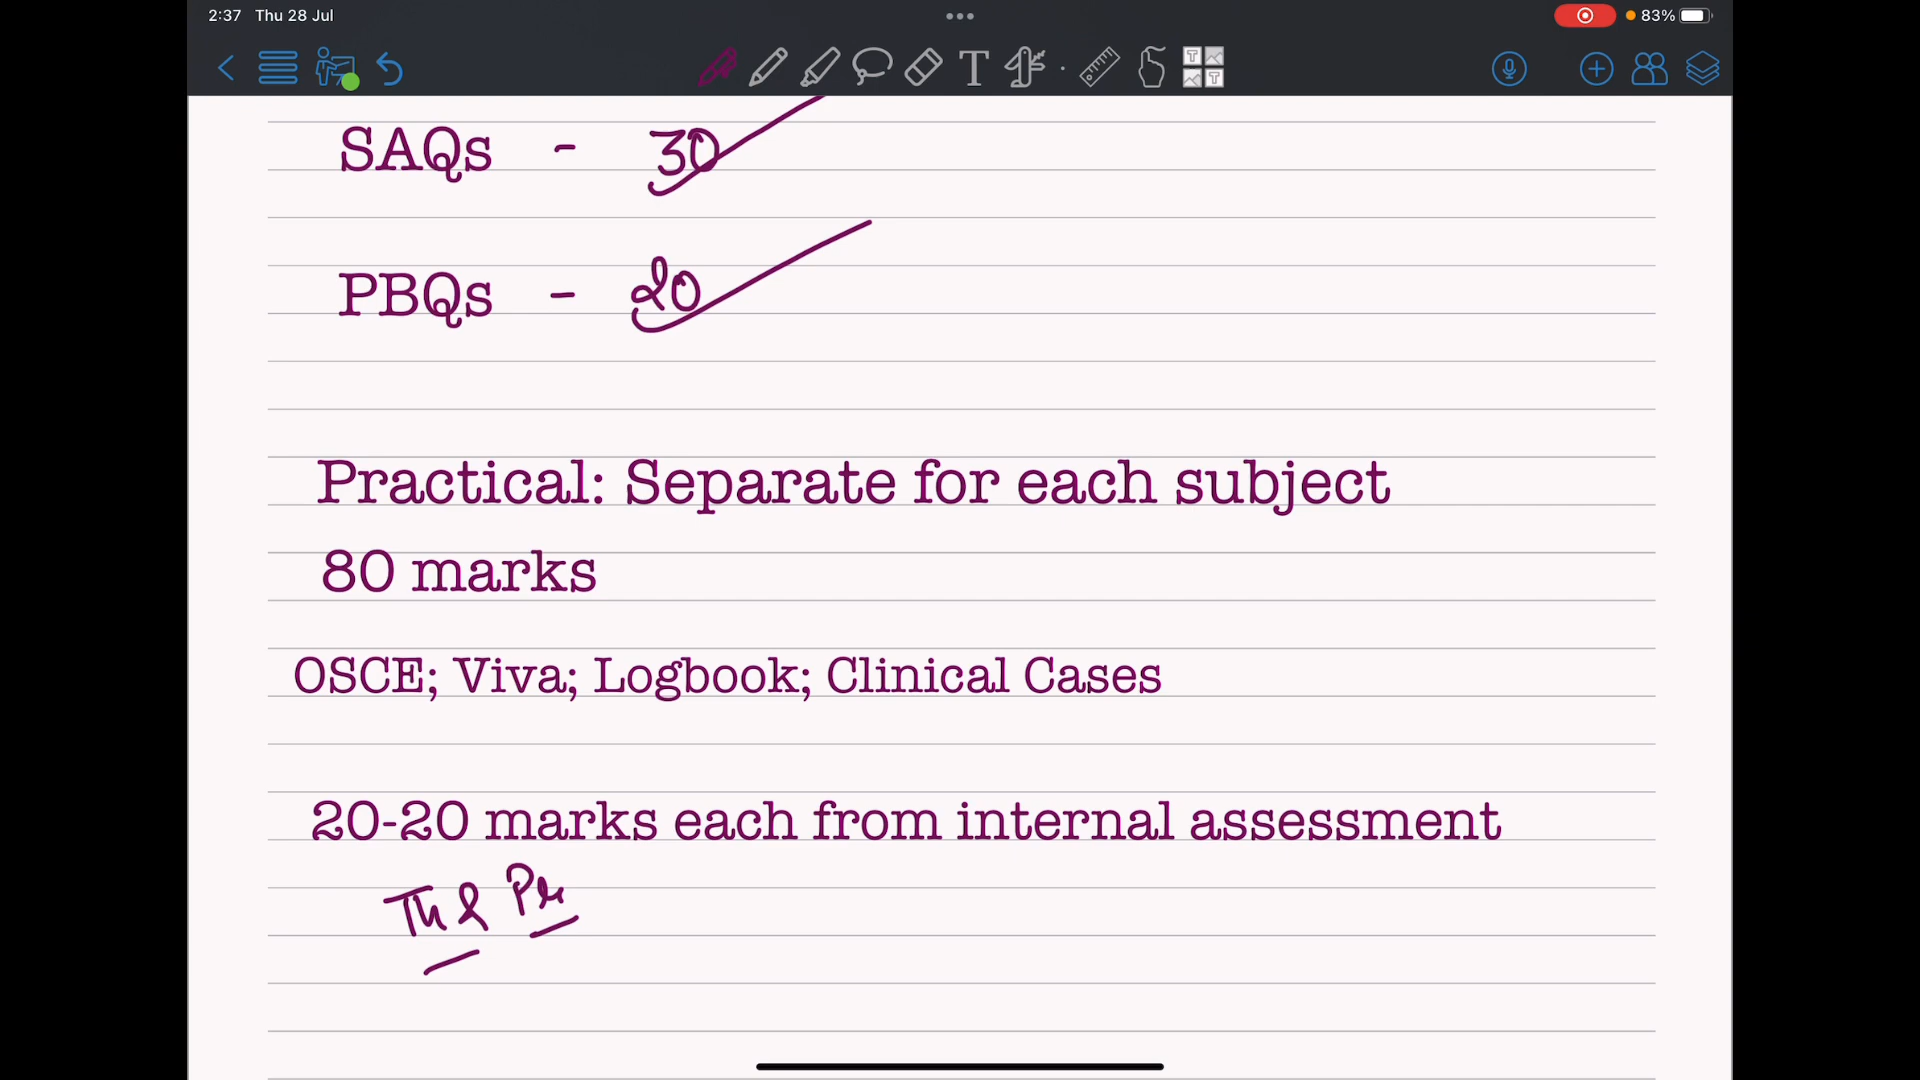 2:37 Thu 28 Jul
83%
SAQs - 30
PBQs - 20
Practical: Separate for each subject
80 marks
OSCE; Viva; Logbook; Clinical Cases
20-20 marks each from internal assessment
Th & Pr